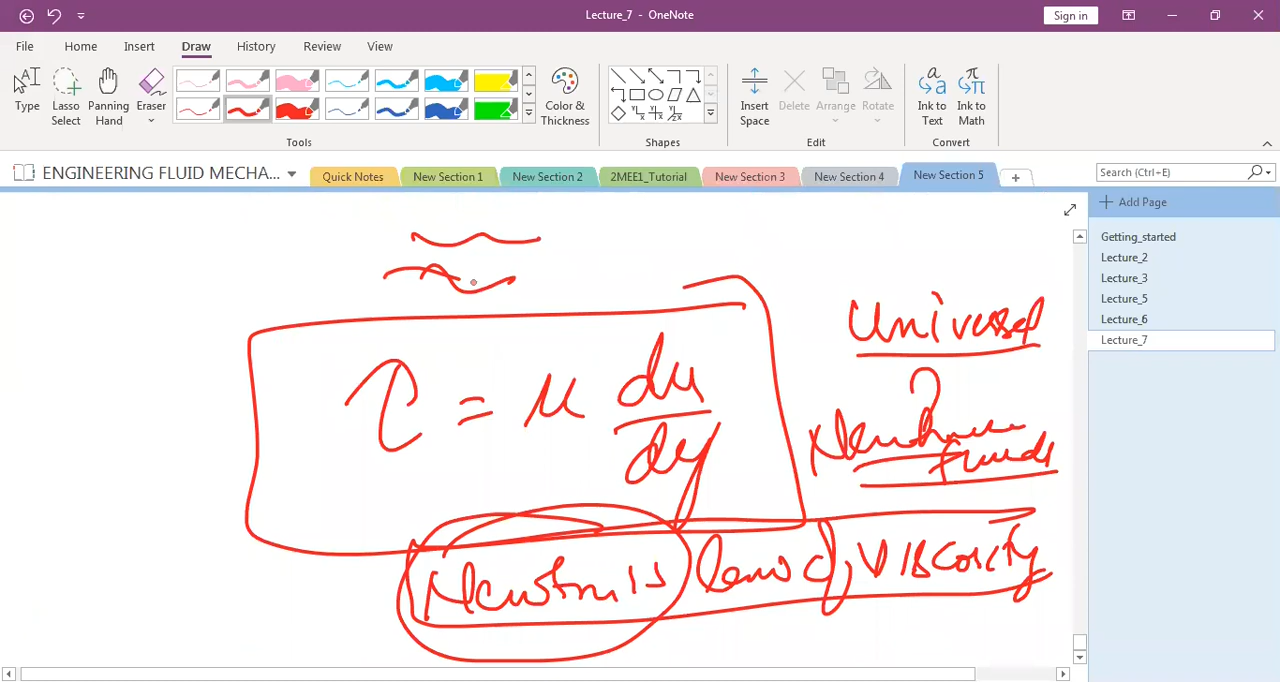 Lecture_7 - OneNote
Sign in
File Home Insert Draw History Review View
Type
Lasso Select
Panning Hand
Eraser
Color & Thickness
Insert Space
Delete
Arrange
Rotate
Ink to Text
Ink to Math
Tools
Shapes
Edit
Convert
ENGINEERING FLUID MECHA...
Quick Notes
New Section 1
New Section 2
2MEE1_Tutorial
New Section 3
New Section 4
New Section 5
Search (Ctrl+E)
Add Page
Getting_started
Lecture_2
Lecture_3
Lecture_5
Lecture_6
Lecture_7
τ = μ du/dy
Universal
?
Newtonian
Fluids
Newton's laws of viscosity